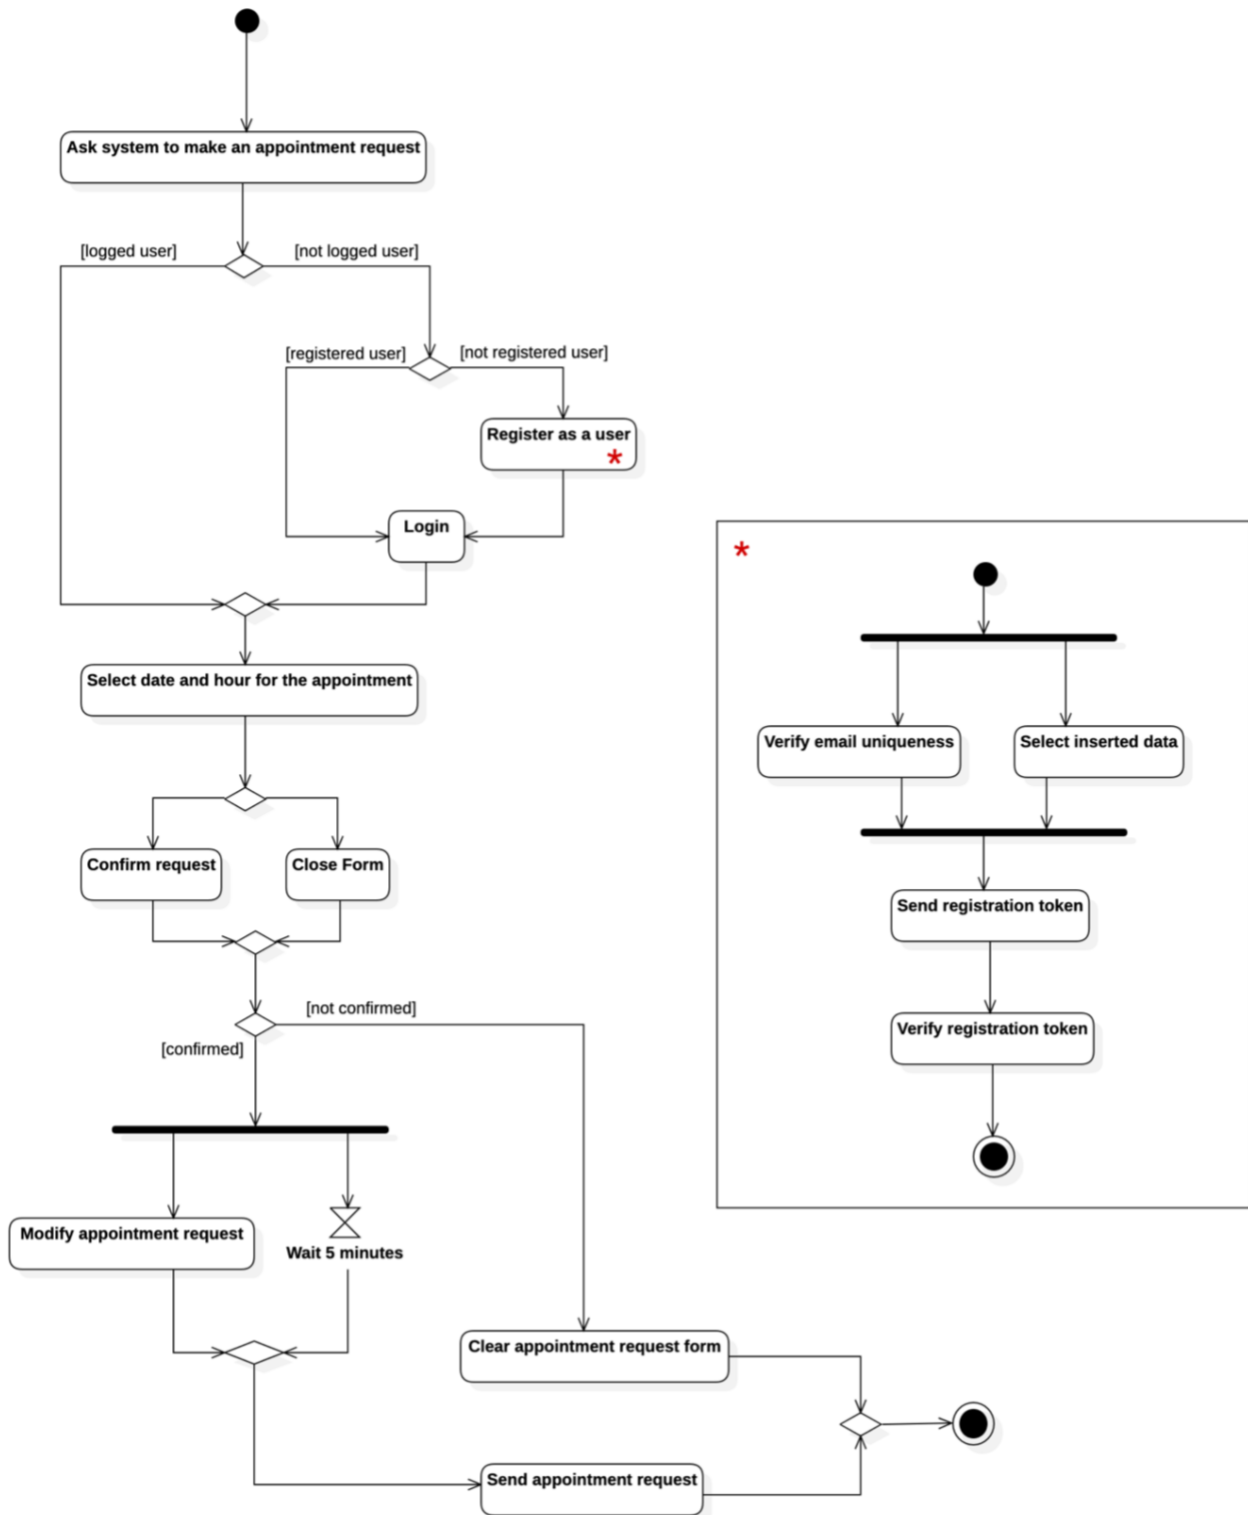 Ask system to make an appointment request
[logged user]
[not logged user]
[registered user]
[not registered user]
Register as a user
*
Login
Select date and hour for the appointment
Confirm request
Close Form
[not confirmed]
[confirmed]
Modify appointment request
Wait 5 minutes
Clear appointment request form
Send appointment request
*
Verify email uniqueness
Select inserted data
Send registration token
Verify registration token